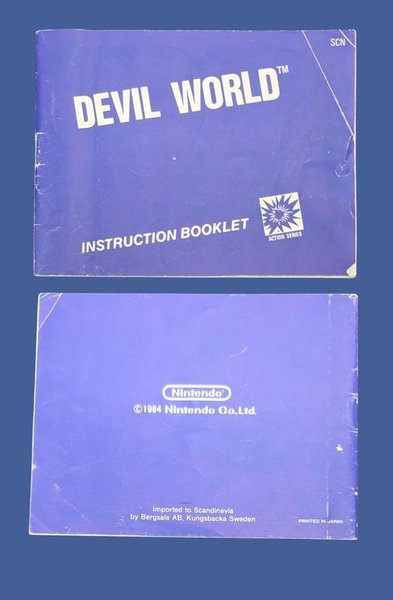 SCN
DEVIL WORLD™
INSTRUCTION BOOKLET
ACTION SERIES
Nintendo®
©1984 Nintendo Co.,Ltd.
Imported to Scandinavia
by Bergsala AB, Kungsbacka Sweden
PRINTED IN JAPAN